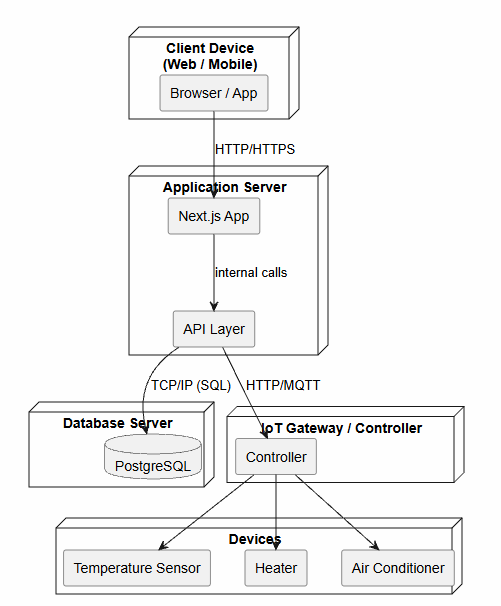 Client Device
(Web / Mobile)
Browser / App
HTTP/HTTPS
Application Server
Next.js App
internal calls
API Layer
TCP/IP (SQL)
HTTP/MQTT
Database Server
PostgreSQL
IoT Gateway / Controller
Controller
Devices
Temperature Sensor
Heater
Air Conditioner